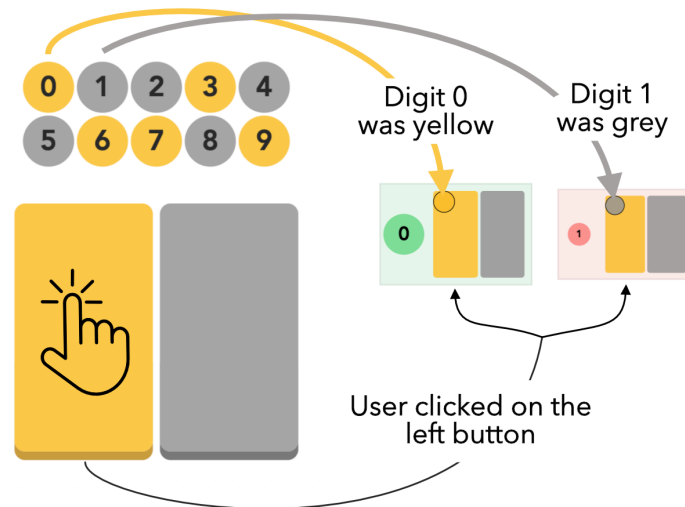 0 1 2 3 4
5 6 7 8 9
Digit 0
was yellow
Digit 1
was grey
0
1
User clicked on the
left button